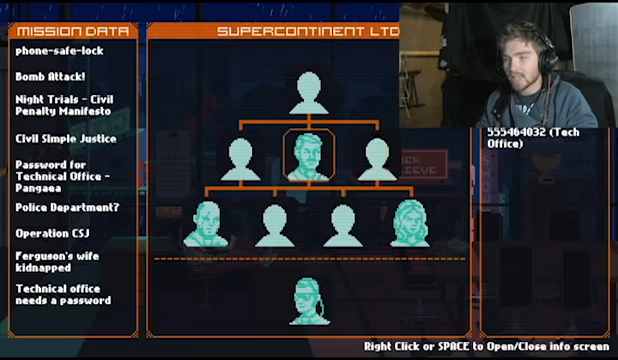 MISSION DATA
phone-safe-lock
Bomb Attack!
Night Trials - Civil
Penalty Manifesto
Civil Simple Justice
Password for
Technical Office -
Pangaea
Police Department?
Operation CSJ
Ferguson's wife
kidnapped
Technical office
needs a password
SUPERCONTINENT LTD
555464032 (Tech
Office)
Right Click or SPACE to Open/Close info screen